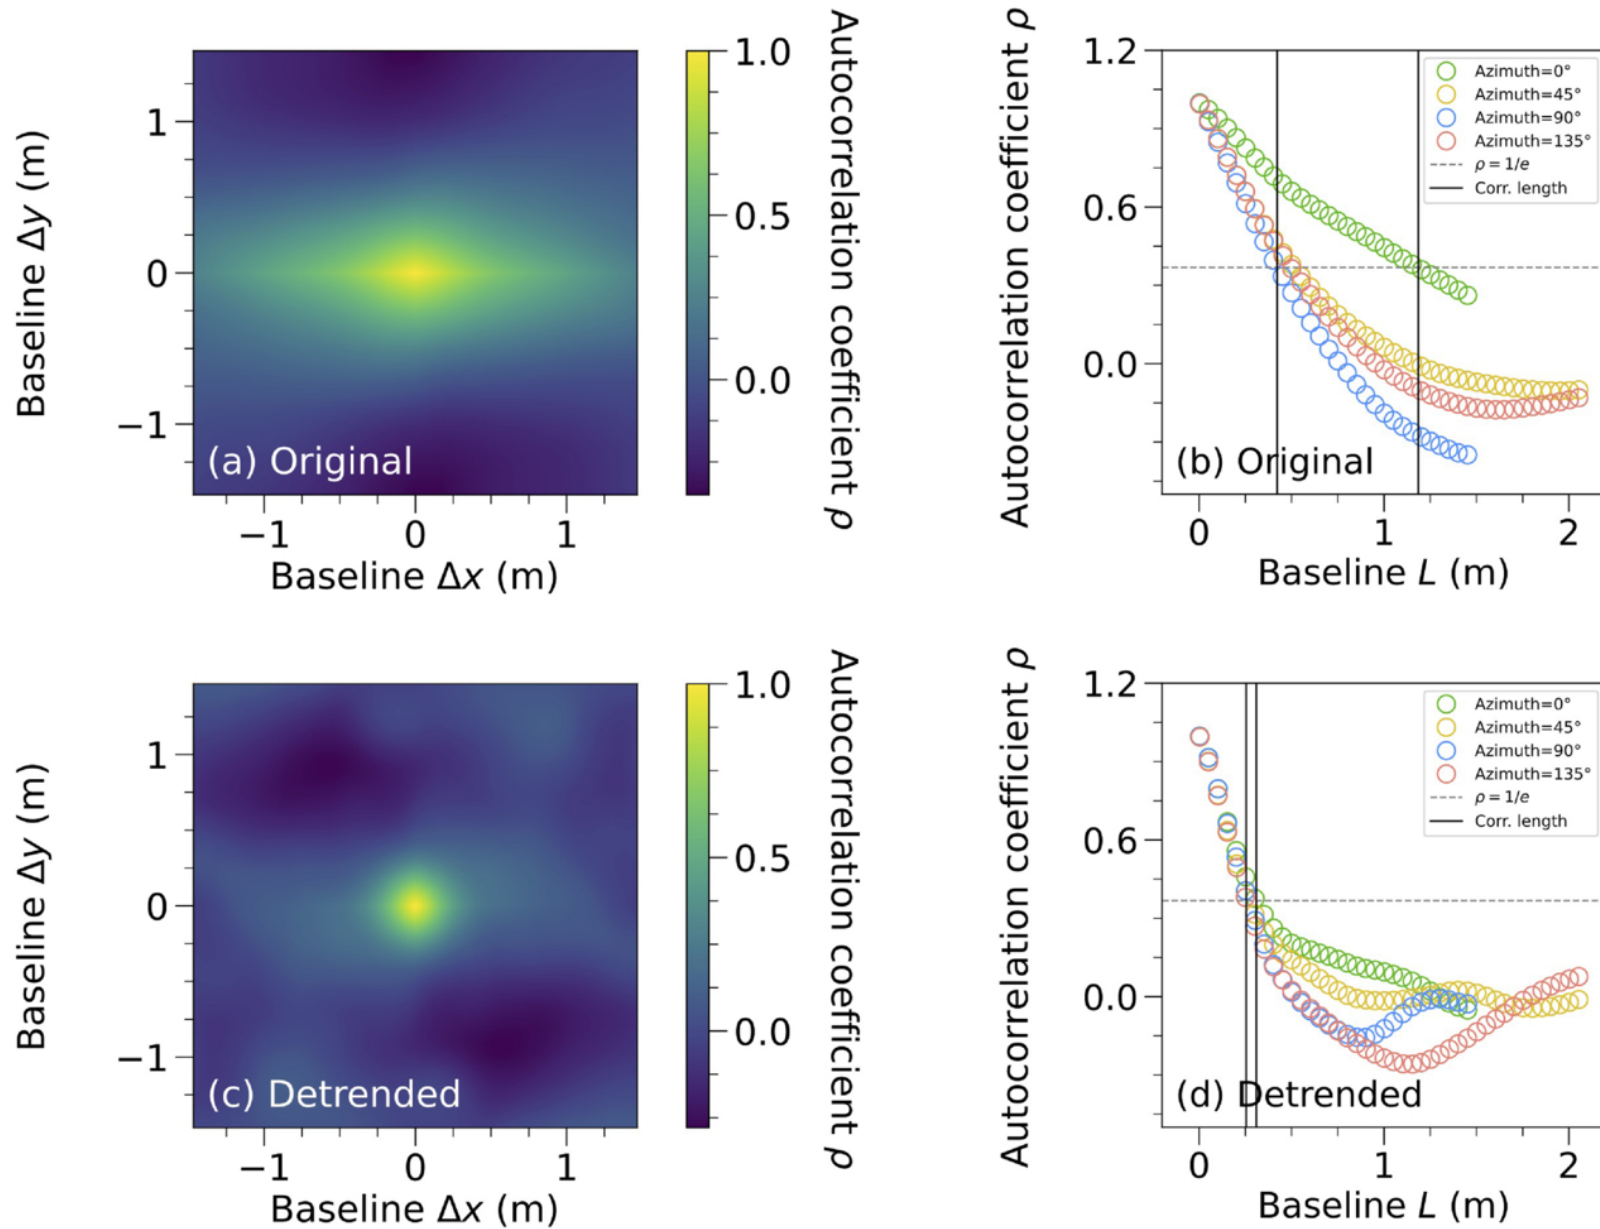 Baseline Δy (m)
1
0
−1
(a) Original
−1 0 1
Baseline Δx (m)
1.0
0.5
0.0
Autocorrelation coefficient ρ
Autocorrelation coefficient ρ
1.2
0.6
0.0
Azimuth=0°
Azimuth=45°
Azimuth=90°
Azimuth=135°
ρ = 1/e
Corr. length
(b) Original
0 1 2
Baseline L (m)
Baseline Δy (m)
1
0
−1
(c) Detrended
−1 0 1
Baseline Δx (m)
1.0
0.5
0.0
Autocorrelation coefficient ρ
Autocorrelation coefficient ρ
1.2
0.6
0.0
Azimuth=0°
Azimuth=45°
Azimuth=90°
Azimuth=135°
ρ = 1/e
Corr. length
(d) Detrended
0 1 2
Baseline L (m)